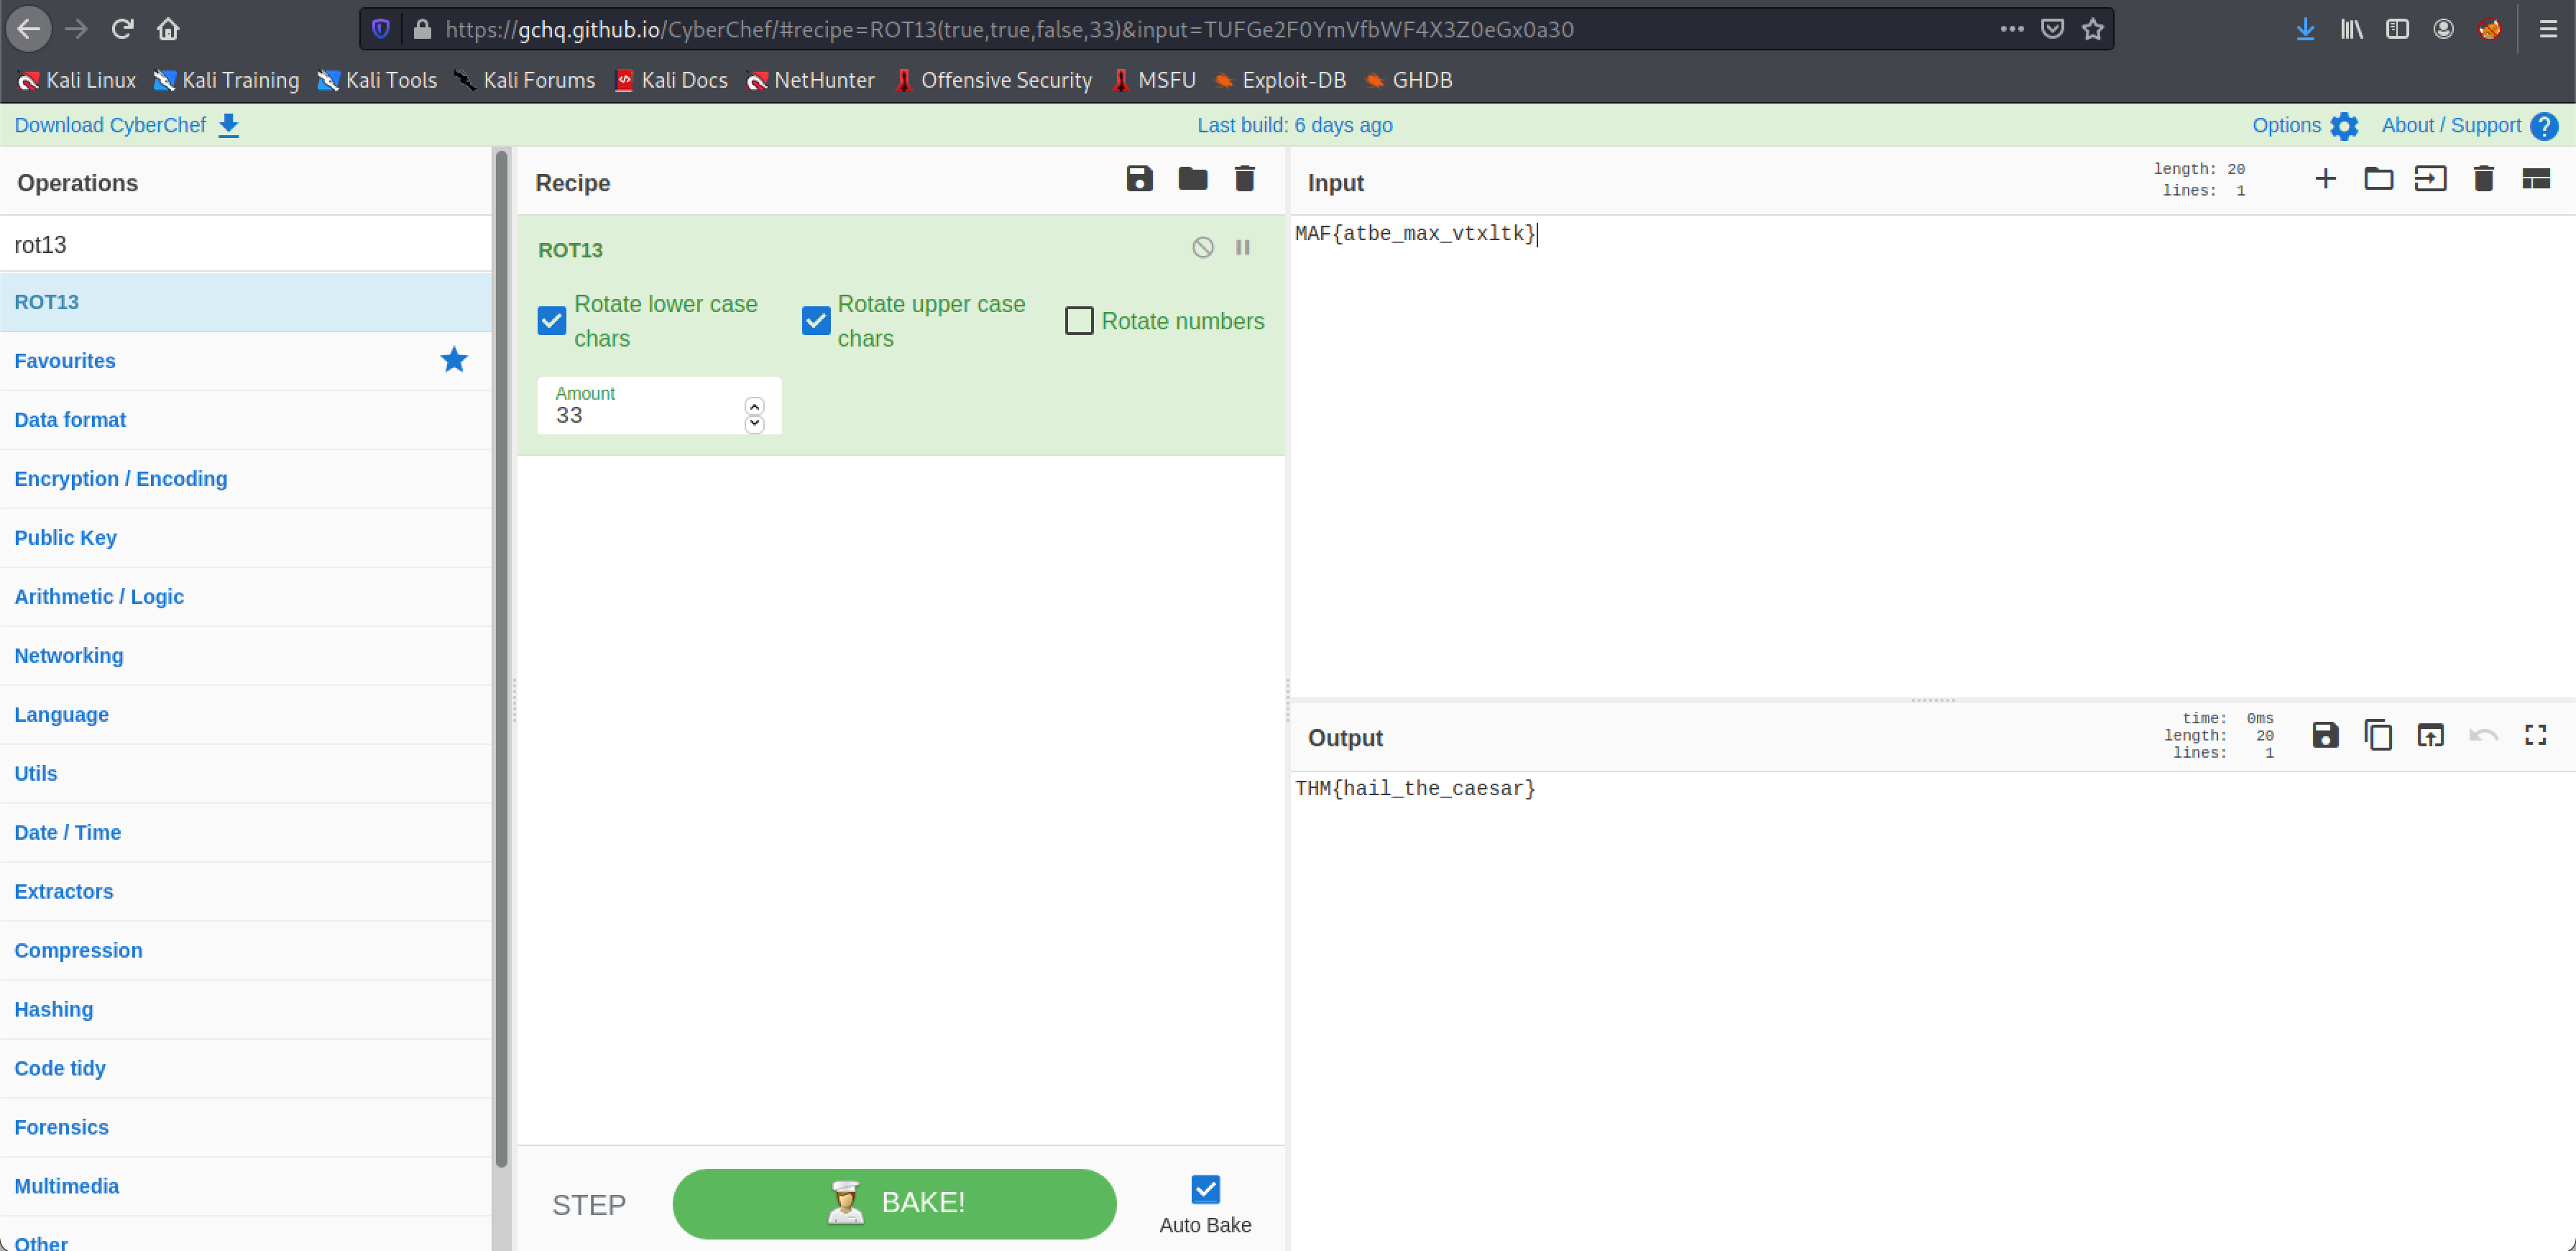 https://gchq.github.io/CyberChef/#recipe=ROT13(true,true,false,33)&input=TUFGe2F0YmVfbWF4X3Z0eGx0a30
Kali Linux Kali Training Kali Tools Kali Forums Kali Docs NetHunter Offensive Security MSFU Exploit-DB GHDB
Download CyberChef Last build: 6 days ago Options About / Support
Operations
rot13
ROT13
Favourites
Data format
Encryption / Encoding
Public Key
Arithmetic / Logic
Networking
Language
Utils
Date / Time
Extractors
Compression
Hashing
Code tidy
Forensics
Multimedia
Other
Recipe
ROT13
Rotate lower case
chars
Rotate upper case
chars
Rotate numbers
Amount
33
STEP
BAKE!
Auto Bake
Input
length: 20
lines: 1
MAF{atbe_max_vtxltk}
Output
time: 0ms
length: 20
lines: 1
THM{hail_the_caesar}